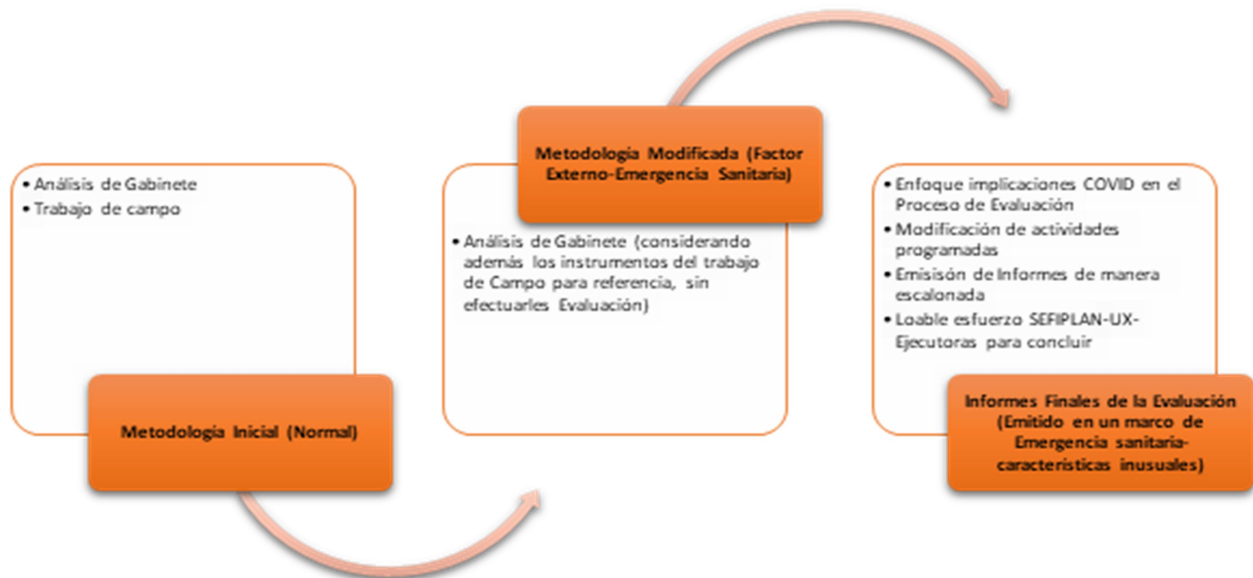 • Análisis de Gabinete
• Trabajo de campo
Metodología Inicial (Normal)
Metodología Modificada (Factor
Externo-Emergencia Sanitaria)
• Análisis de Gabinete (considerando
además los instrumentos del trabajo
de Campo para referencia, sin
efectuarles Evaluación)
• Enfoque implicaciones COVID en el
Proceso de Evaluación
• Modificación de actividades
programadas
• Emisisón de Informes de manera
escalonada
• Loable esfuerzo SEFIPLAN-UX-
Ejecutoras para concluir
Informes Finales de la Evaluación
(Emitido en un marco de
Emergencia sanitaria-
características inusuales)